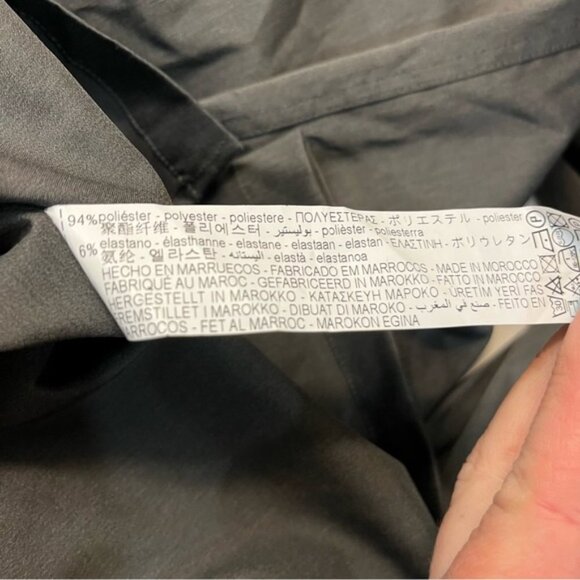 94% poliéster - polyester - poliestere - ΠΟΛΥΕΣΤΕΡΑΣ - ポリエステル - poliester
聚酯纤维 - 폴리에스터 - بوليستير - polièster - poliesterra
6% elastano - élasthanne - elastane - elastaan - elastan - ΕΛΑΣΤΙΝΗ - ポリウレタン
氨纶 - 엘라스탄 - الیستانه - elastà - elastanoa
HECHO EN MARRUECOS - FABRICADO EM MARROCOS - MADE IN MOROCCO
FABRIQUÉ AU MAROC - GEFABRICEERD IN MAROKKO - FATTO IN MAROCCO
HERGESTELLT IN MAROKKO - ΚΑΤΑΣΚΕΥΗ ΜΑΡΟΚΟ - ÜRETİM YERİ FAS
FREMSTILLET I MAROKKO - DIBUAT DI MAROKO - صنع في المغرب - FEITO EN
MARROCOS - FET AL MARROC - MAROKON EGINA